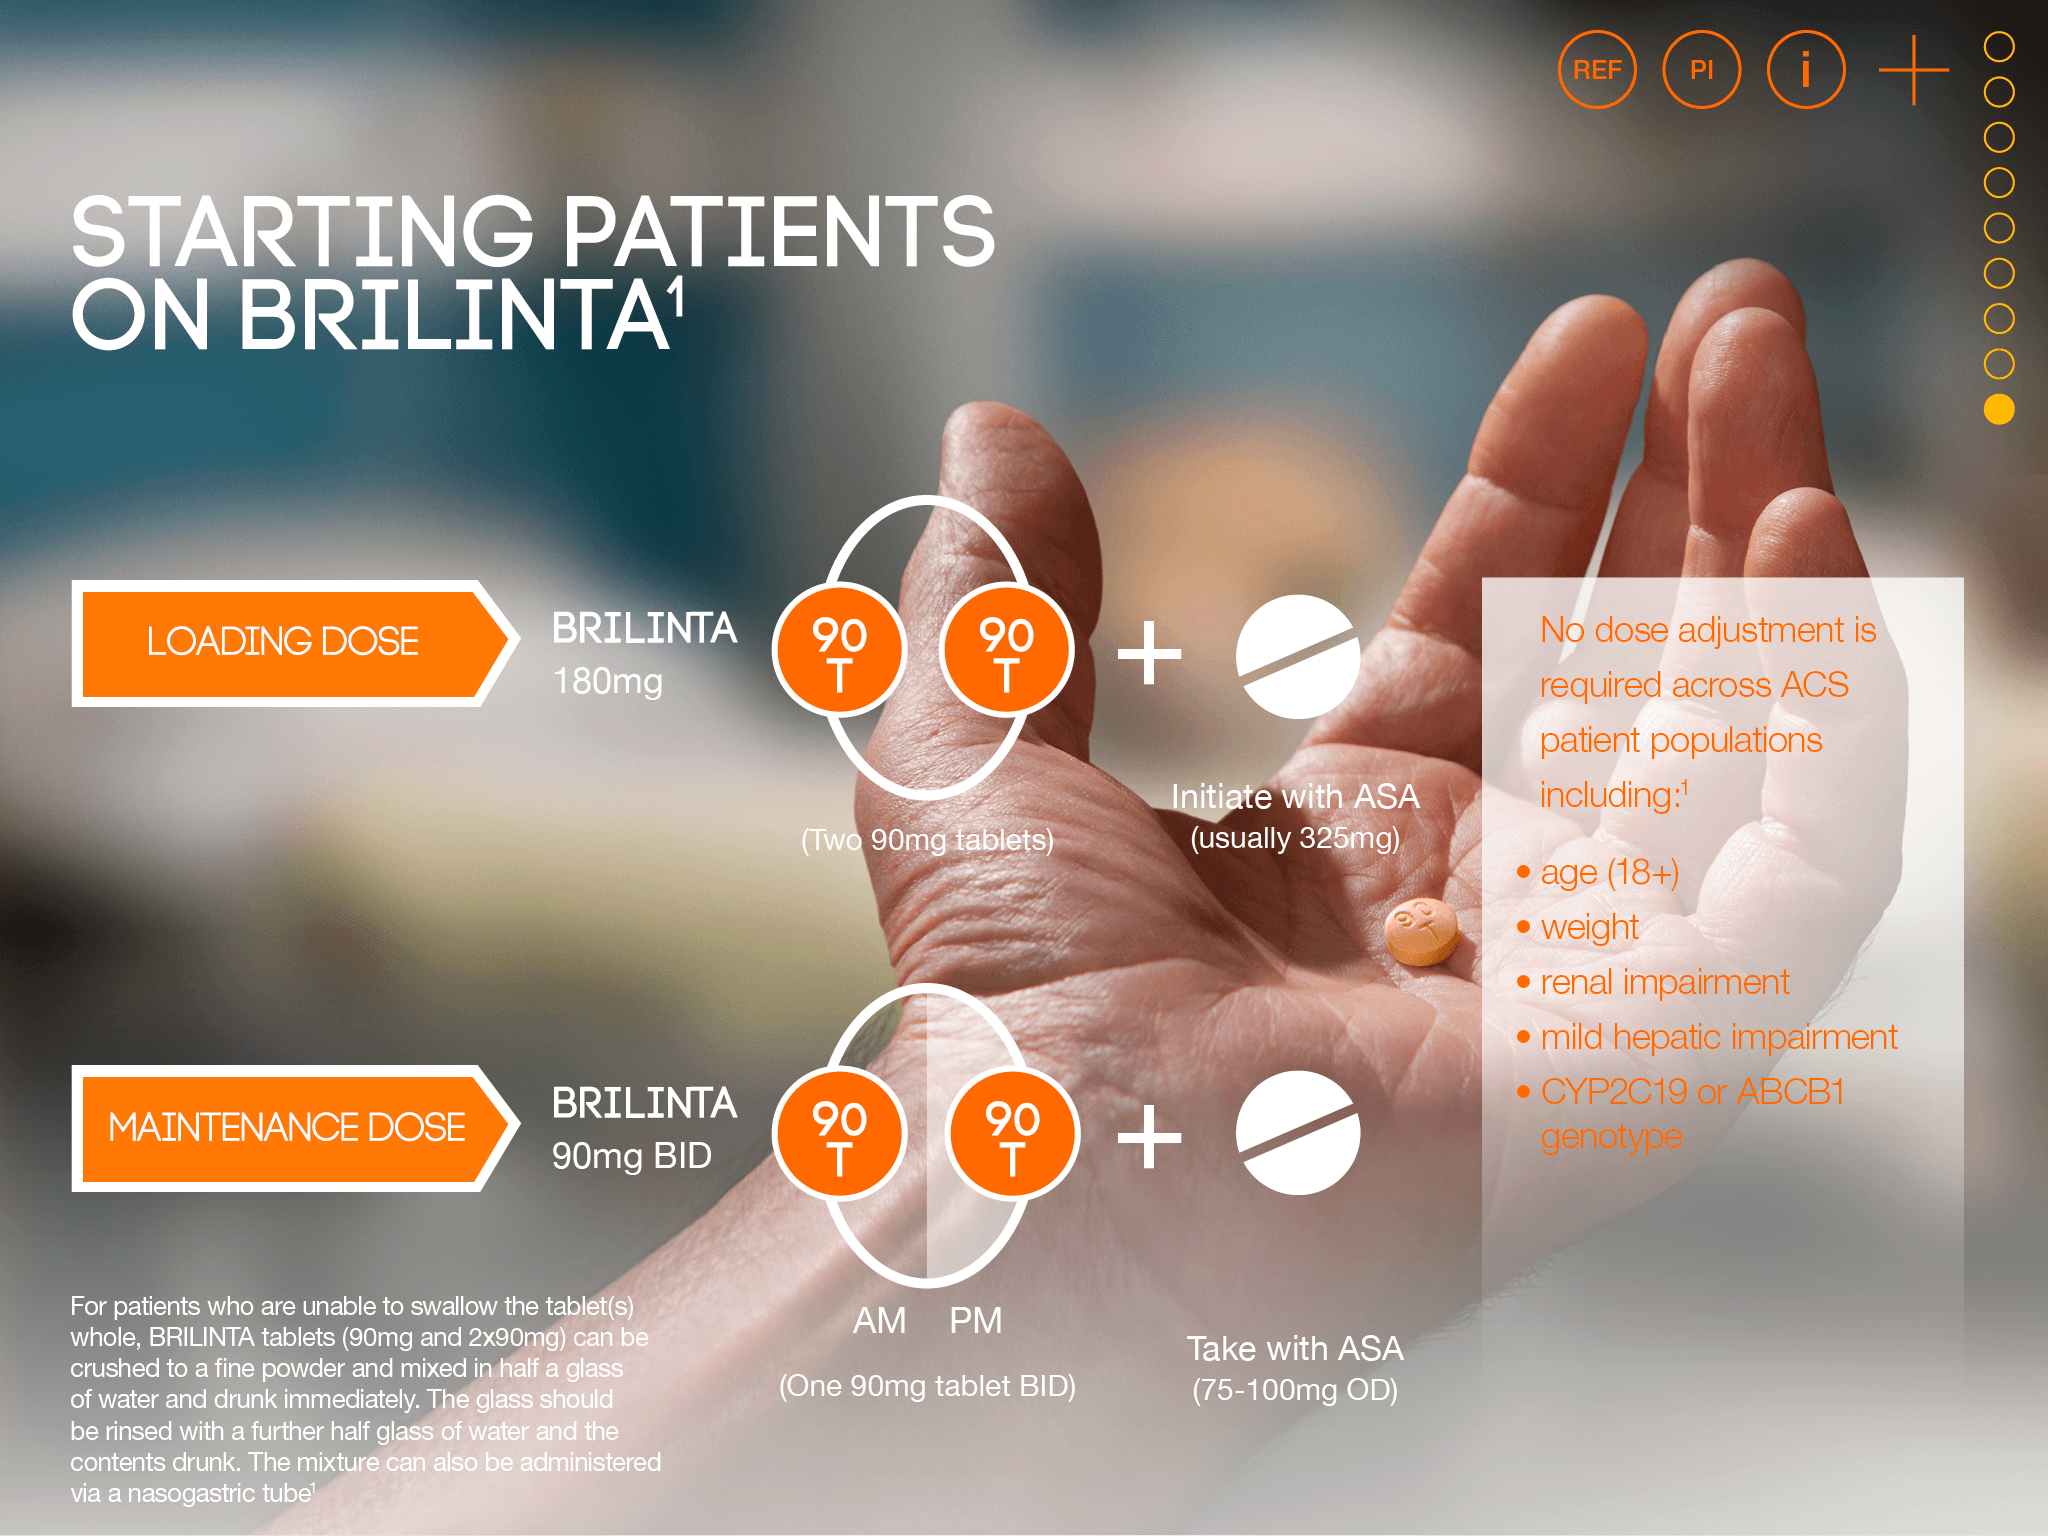 REF PI i
STARTING PATIENTS
ON BRILINTA¹
LOADING DOSE
BRILINTA
180mg
90
T
90
T
+
(Two 90mg tablets)
Initiate with ASA
(usually 325mg)
90
T
MAINTENANCE DOSE
BRILINTA
90mg BID
90
T
90
T
+
AM PM
(One 90mg tablet BID)
Take with ASA
(75-100mg OD)
No dose adjustment is
required across ACS
patient populations
including:¹
• age (18+)
• weight
• renal impairment
• mild hepatic impairment
• CYP2C19 or ABCB1
genotype
For patients who are unable to swallow the tablet(s)
whole, BRILINTA tablets (90mg and 2x90mg) can be
crushed to a fine powder and mixed in half a glass
of water and drunk immediately. The glass should
be rinsed with a further half glass of water and the
contents drunk. The mixture can also be administered
via a nasogastric tube¹